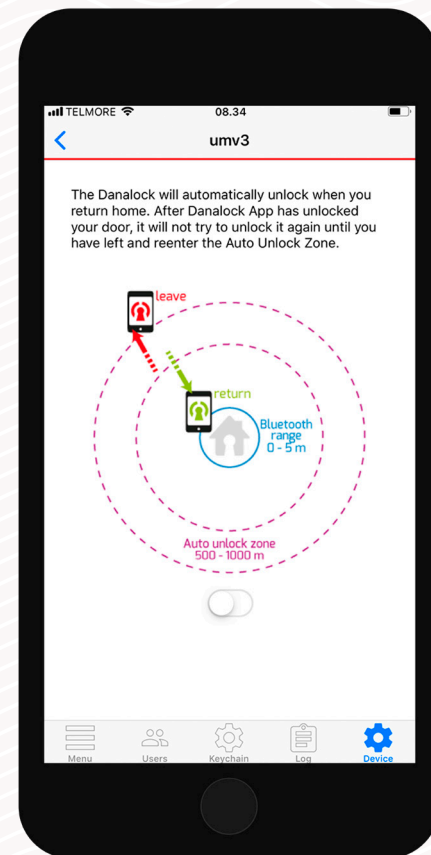 TELMORE 08.34
umv3
The Danalock will automatically unlock when you
return home. After Danalock App has unlocked
your door, it will not try to unlock it again until you
have left and reenter the Auto Unlock Zone.
leave
return
Bluetooth
range
0 - 5 m
Auto unlock zone
500 - 1000 m
Menu Users Keychain Log Device